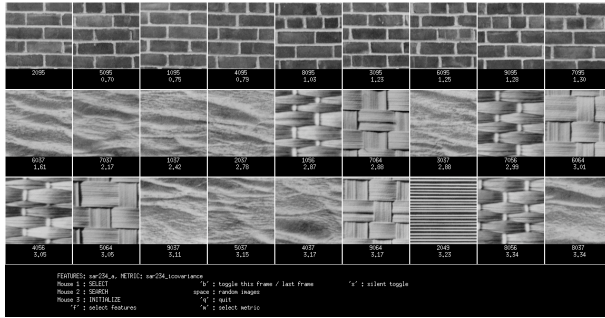 2095 5095 1095 4095 8095 3095 6095 9095 7095
0.70 0.75 0.79 1.03 1.23 1.25 1.28 1.30
6037 7037 1037 2037 1056 7064 3037 7056 6064
1.61 2.17 2.42 2.78 2.87 2.88 2.88 2.99 3.01
4056 5064 9037 5037 4037 9064 2049 8056 8037
3.05 3.05 3.11 3.15 3.17 3.17 3.23 3.34 3.34
FEATURES: sar234_a, METRIC: sar234_icovariance
Mouse 1 : SELECT 'b' : toggle this frame / last frame 's' : silent toggle
Mouse 2 : SEARCH space : random images
Mouse 3 : INITIALIZE 'q' : quit
'f' : select features 'm' : select metric